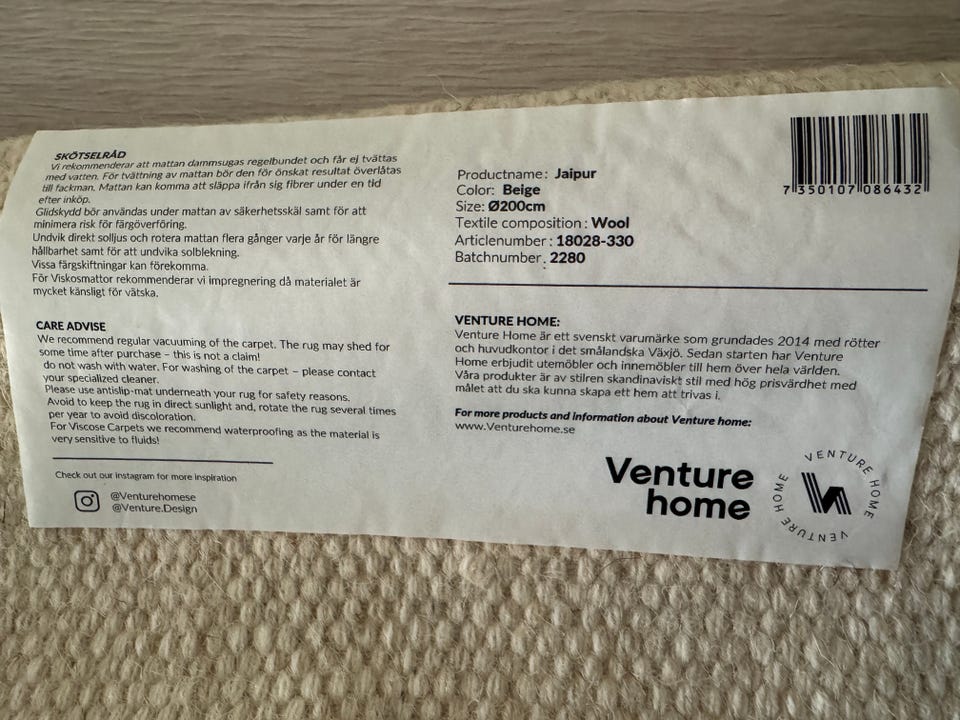 SKÖTSELRÅD
Vi rekommenderar att mattan dammsugas regelbundet och får ej tvättas
med vatten. För tvättning av mattan bör den för önskat resultat överlåtas
till fackman. Mattan kan komma att släppa ifrån sig fibrer under en tid
efter inköp.
Glidskydd bör användas under mattan av säkerhetsskäl samt för att
minimera risk för färgöverföring.
Undvik direkt solljus och rotera mattan flera gånger varje år för längre
hållbarhet samt för att undvika solblekning.
Vissa färgskiftningar kan förekomma.
För Viskosmattor rekommenderar vi impregnering då materialet är
mycket känsligt för vätska.
CARE ADVISE
We recommend regular vacuuming of the carpet. The rug may shed for
some time after purchase – this is not a claim!
do not wash with water. For washing of the carpet – please contact
your specialized cleaner.
Please use antislip-mat underneath your rug for safety reasons.
Avoid to keep the rug in direct sunlight and, rotate the rug several times
per year to avoid discoloration.
For Viscose Carpets we recommend waterproofing as the material is
very sensitive to fluids!
Check out our instagram for more inspiration
@Venturehomese
@Venture.Design
Productname: Jaipur
Color: Beige
Size: Ø200cm
Textile composition: Wool
Articlenumber: 18028-330
Batchnumber. 2280
7 350107 086432
VENTURE HOME:
Venture Home är ett svenskt varumärke som grundades 2014 med rötter
och huvudkontor i det småländska Växjö. Sedan starten har Venture
Home erbjudit utemöbler och innemöbler till hem över hela världen.
Våra produkter är av stilren skandinaviskt stil med hög prisvärdhet med
målet att du ska kunna skapa ett hem att trivas i.
For more products and information about Venture home:
www.Venturehome.se
Venture
home
VENTURE HOME VENTURE HOME